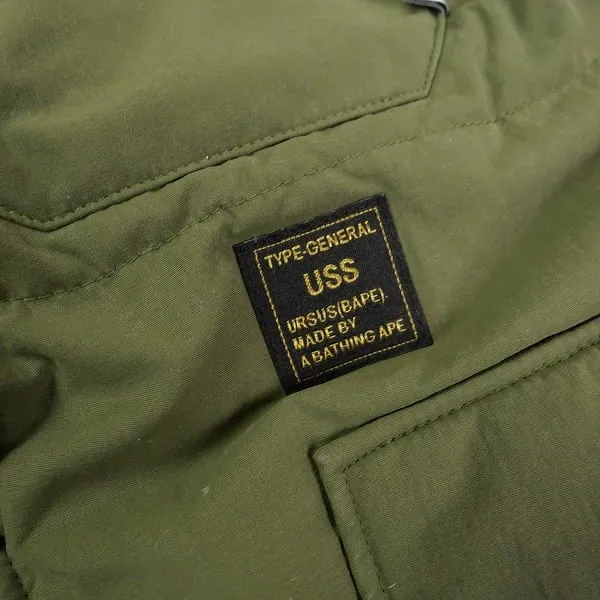 TYPE-GENERAL
USS
URSUS(BAPE).
MADE BY
A BATHING APE